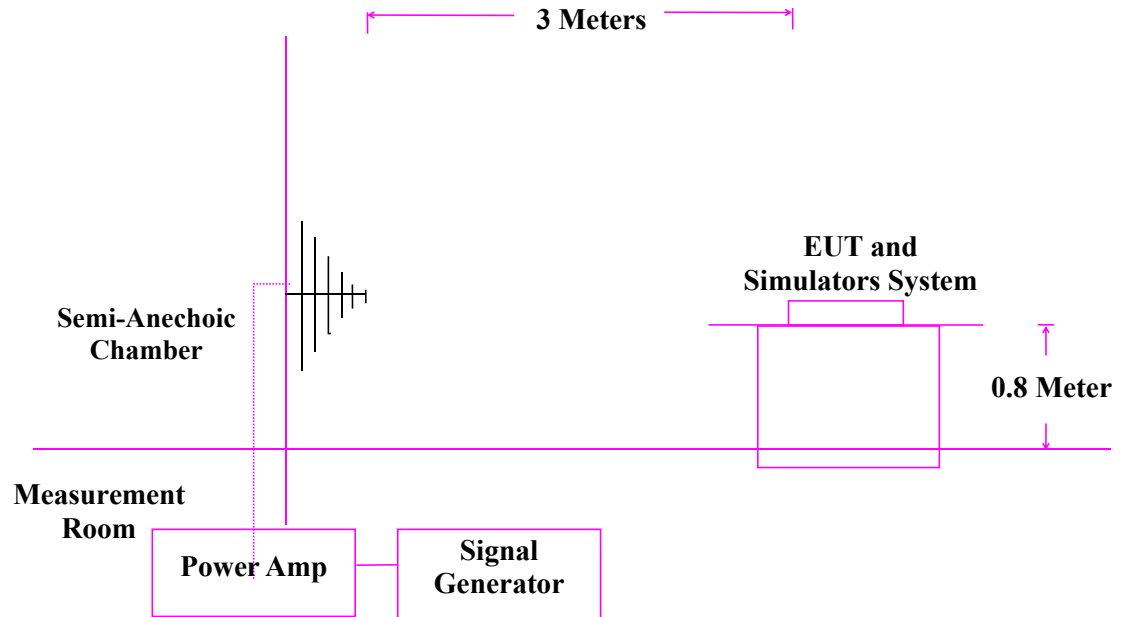 3 Meters
EUT and
Simulators System
Semi-Anechoic
Chamber
0.8 Meter
Measurement
Room
Power Amp
Signal
Generator